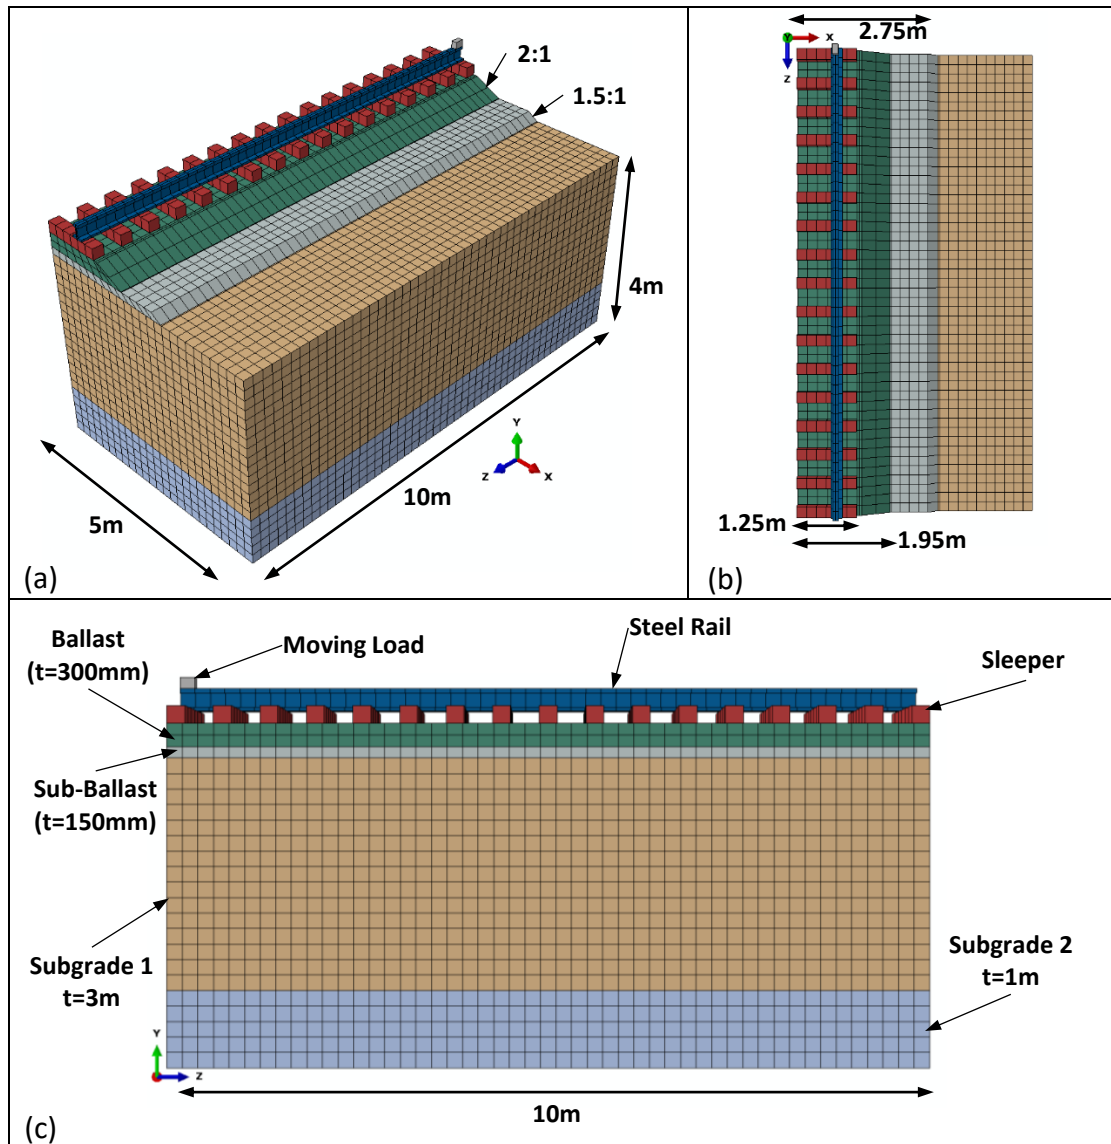 2:1
1.5:1
4m
10m
5m
Y
Z
X
(a)
2.75m
Y
X
Z
1.25m
1.95m
(b)
Ballast
(t=300mm)
Moving Load
Steel Rail
Sleeper
Sub-Ballast
(t=150mm)
Subgrade 1
t=3m
Subgrade 2
t=1m
Y
Z
10m
(c)